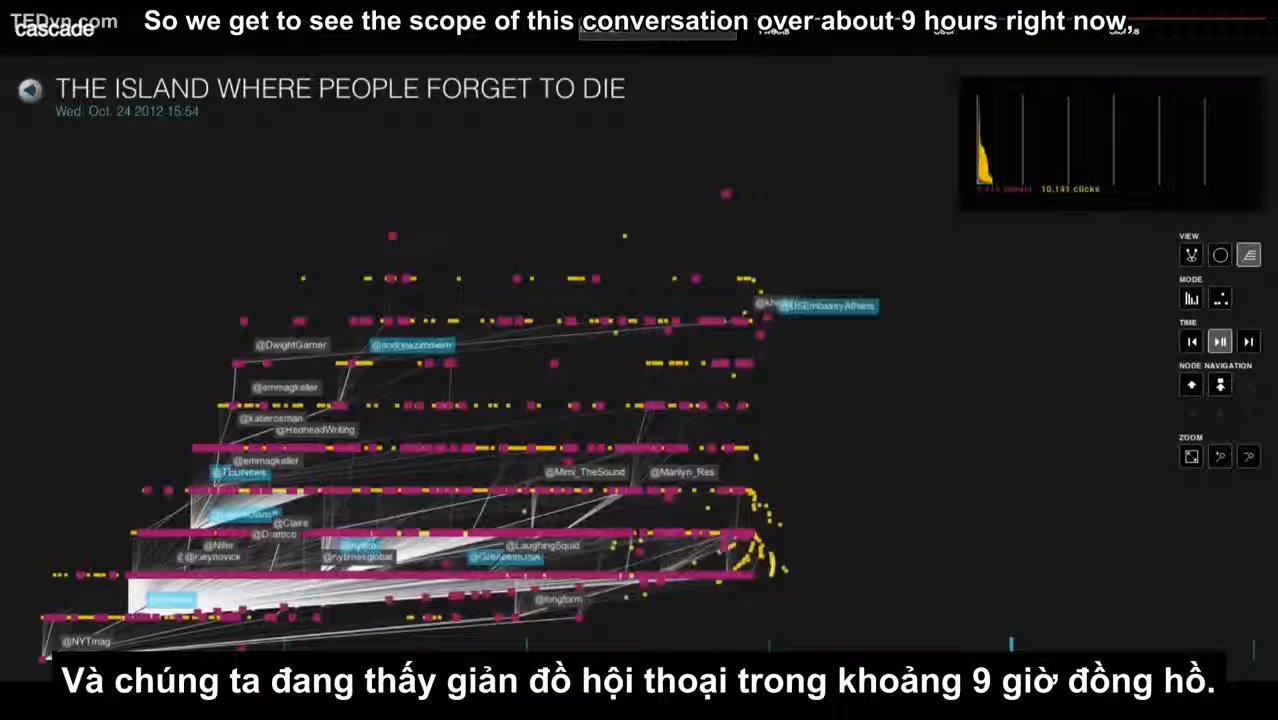 TEDvn.com
So we get to see the scope of this conversation over about 9 hours right now,
cascade
THE ISLAND WHERE PEOPLE FORGET TO DIE
Wed. Oct. 24 2012 15:54
10,141 clicks
VIEW
MODE
TIME
NODE NAVIGATION
ZOOM
@USEmbassyAthens
@DwightGarner
@andrewzimmern
@emmagkeller
@katierosman
@RedheadWriting
@emmagkeller
@Mimi_TheSound
@Marilyn_Res
@Claire
@LaughingSquid
@nytimesglobal
@longform
@NYTmag
Và chúng ta đang thấy giản đồ hội thoại trong khoảng 9 giờ đồng hồ.